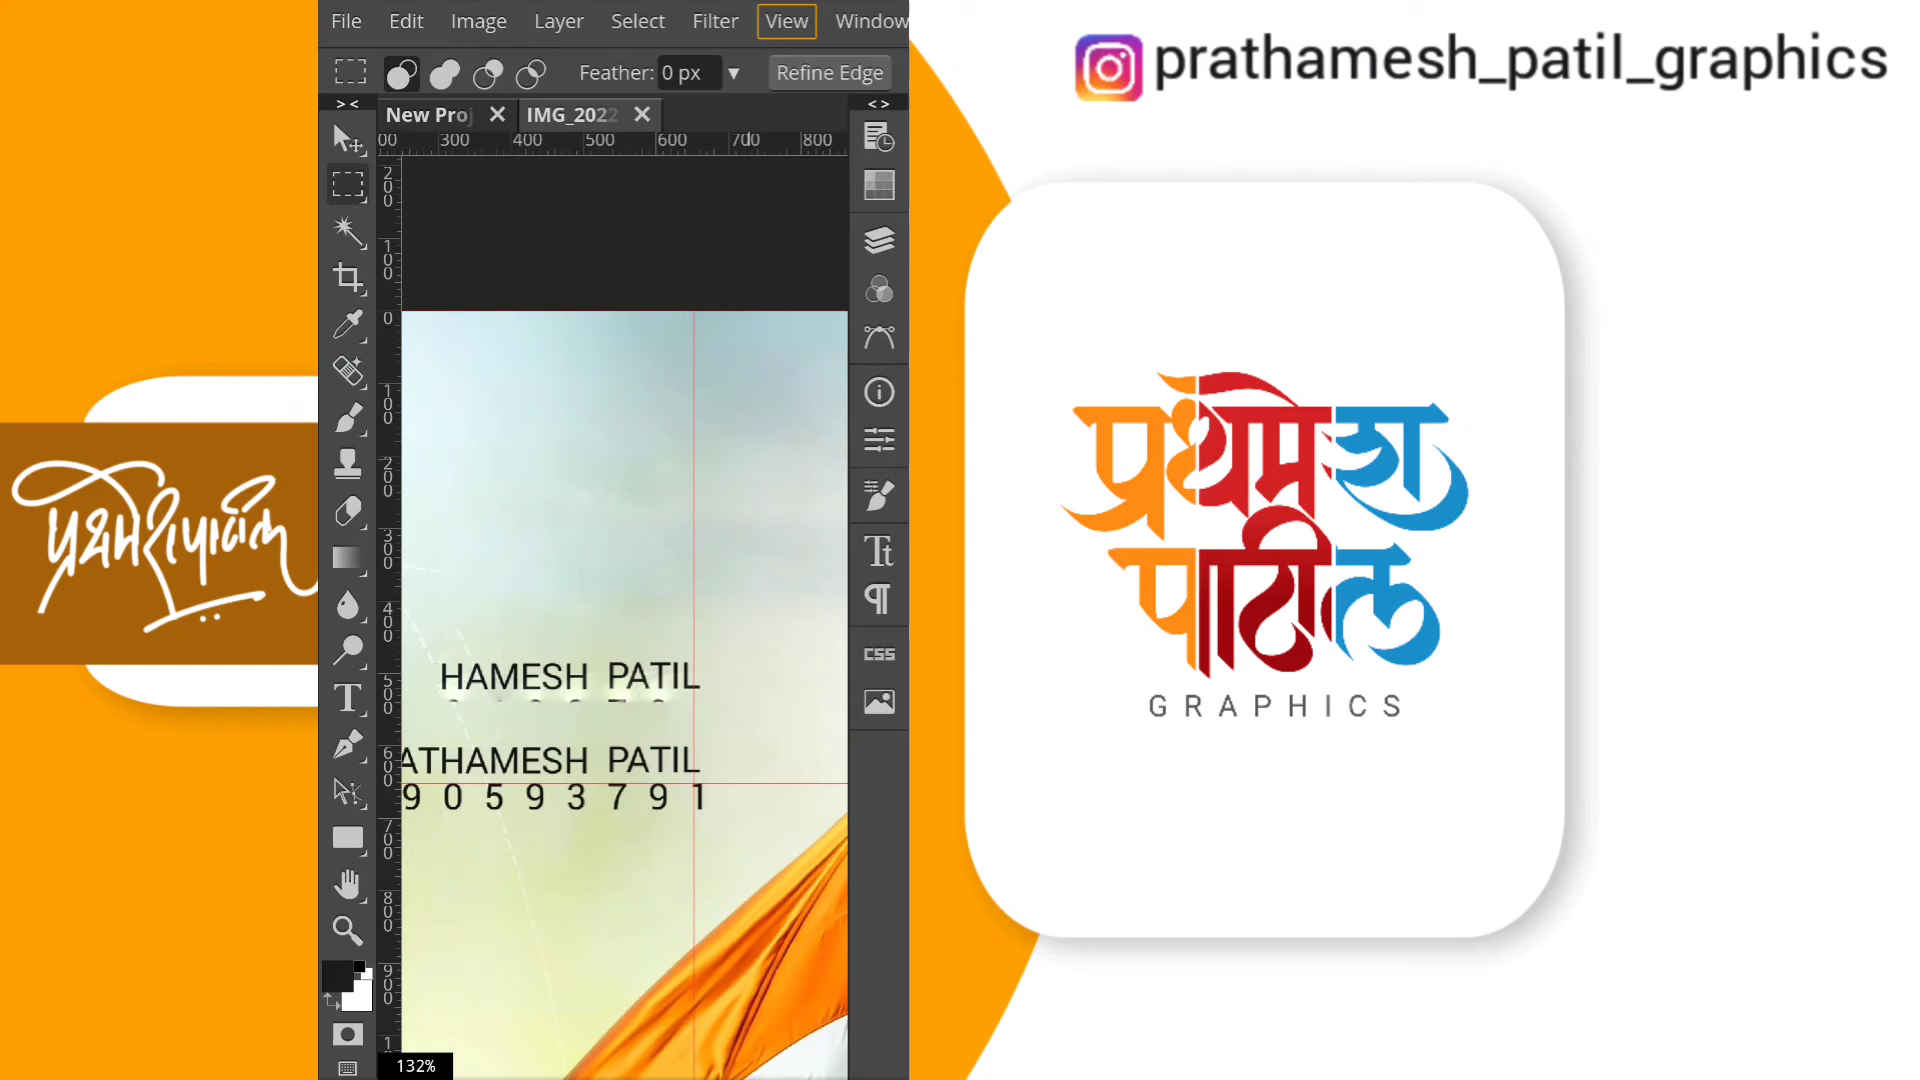 prathamesh_patil_graphics
File Edit Image Layer Select Filter View Window
Feather: 0 px Refine Edge
New Proj IMG_2022
00 300 400 500 600 700 800
HAMESH PATIL
ATHAMESH PATIL
9 0 5 9 3 7 9 1
CSS
132%
प्रथमेश पाटील
प्रथमेश
पाटील
GRAPHICS